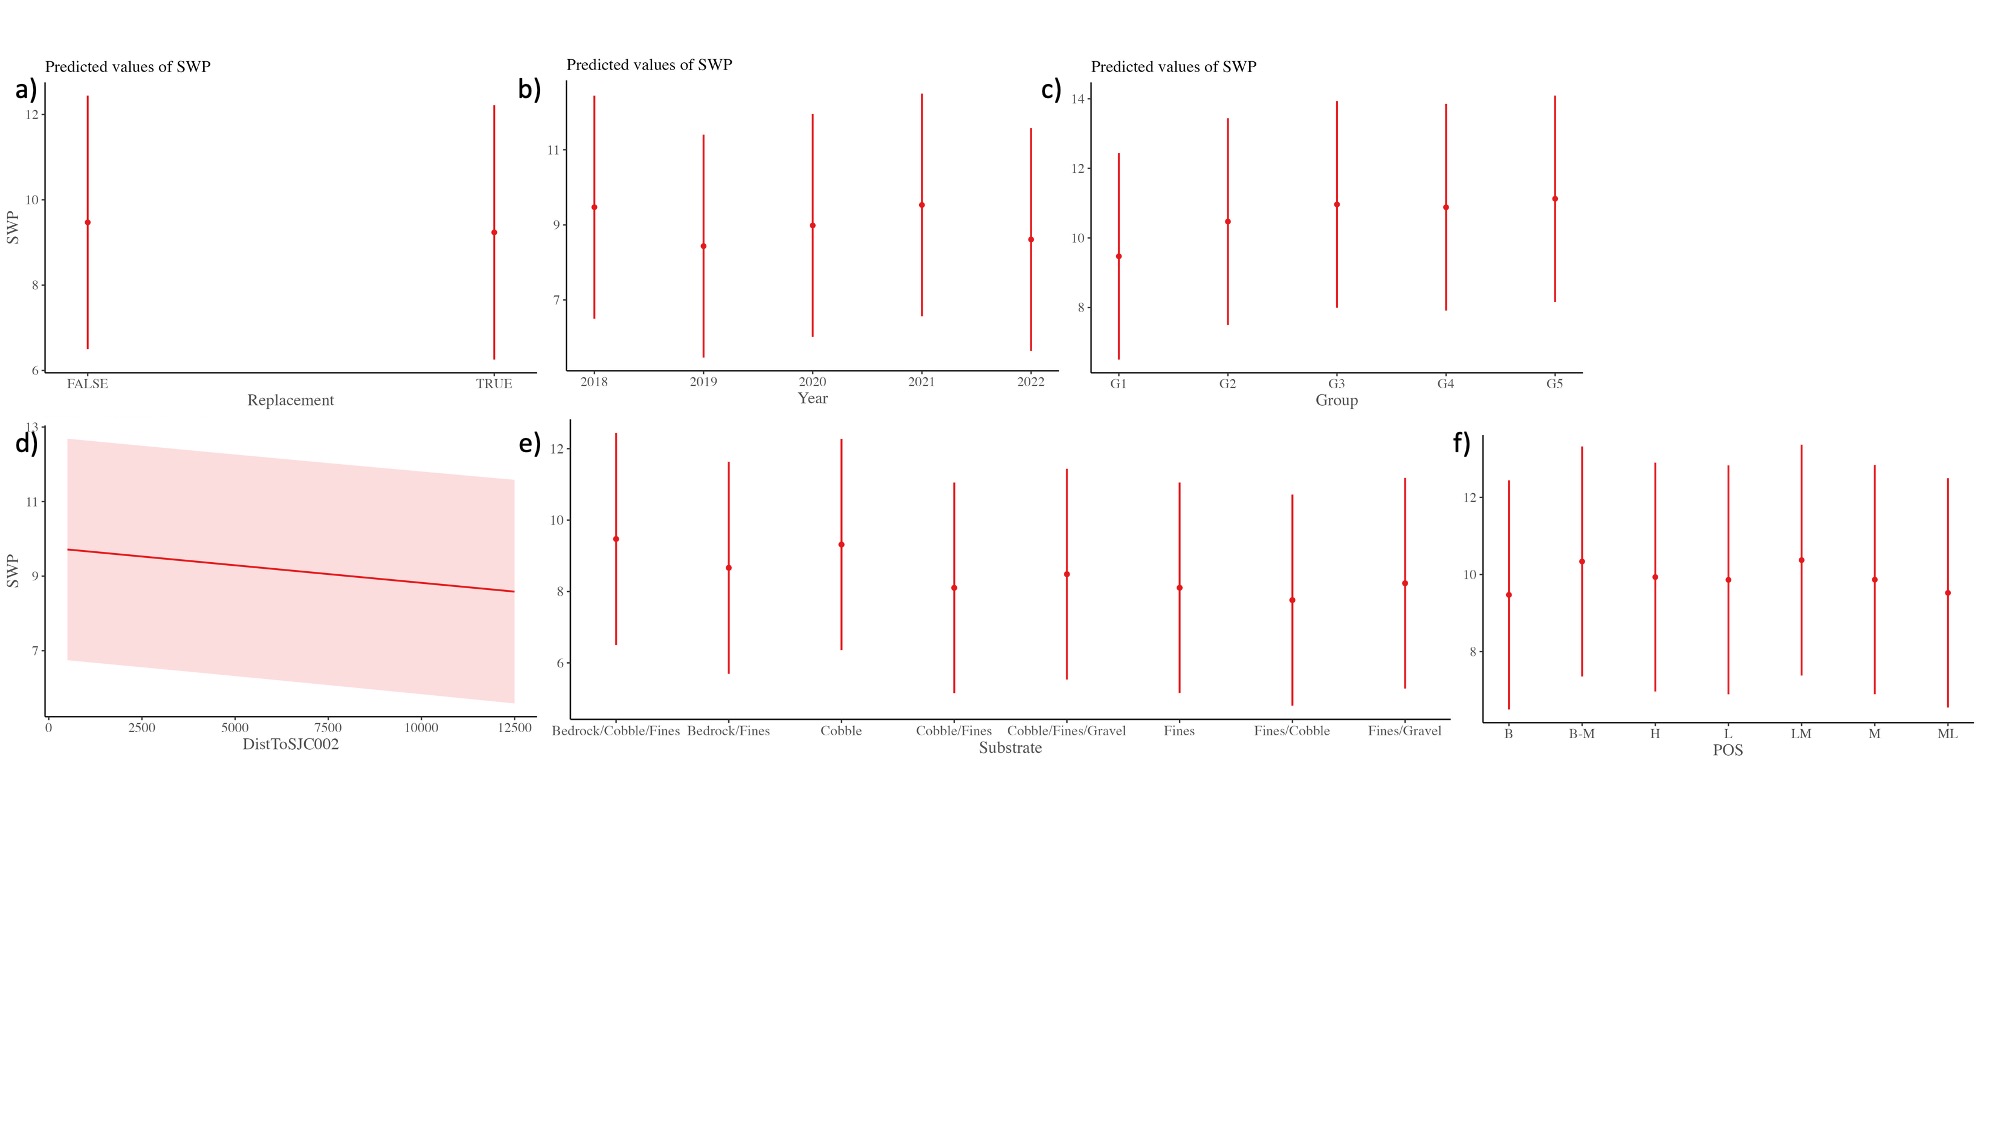 Predicted values of SWP
a)
12
10
8
6
SWP
FALSE TRUE
Replacement
Predicted values of SWP
b)
11
9
7
2018 2019 2020 2021 2022
Year
Predicted values of SWP
c)
14
12
10
8
G1 G2 G3 G4 G5
Group
d)
13
11
9
7
SWP
0 2500 5000 7500 10000 12500
DistToSJC002
e)
12
10
8
6
Bedrock/Cobble/Fines Bedrock/Fines Cobble Cobble/Fines Cobble/Fines/Gravel Fines Fines/Cobble Fines/Gravel
Substrate
f)
12
10
8
B B-M H L LM M ML
POS